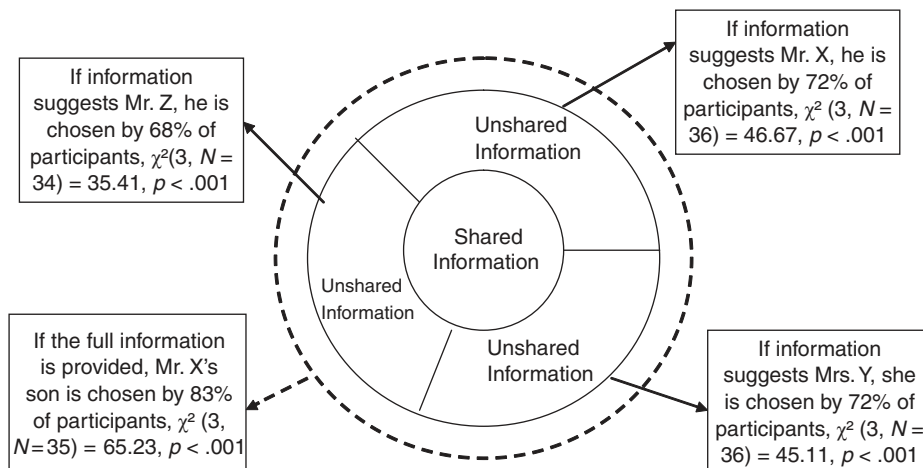 If information
suggests Mr. X, he is
chosen by 72% of
participants, χ² (3, N =
36) = 46.67, p < .001
If information
suggests Mr. Z, he is
chosen by 68% of
participants, χ²(3, N =
34) = 35.41, p < .001
Unshared
Information
Shared
Information
Unshared
Information
Unshared
Information
If the full information
is provided, Mr. X's
son is chosen by 83%
of participants, χ² (3,
N=35) = 65.23, p < .001
If information
suggests Mrs. Y, she
is chosen by 72% of
participants, χ² (3, N =
36) = 45.11, p < .001